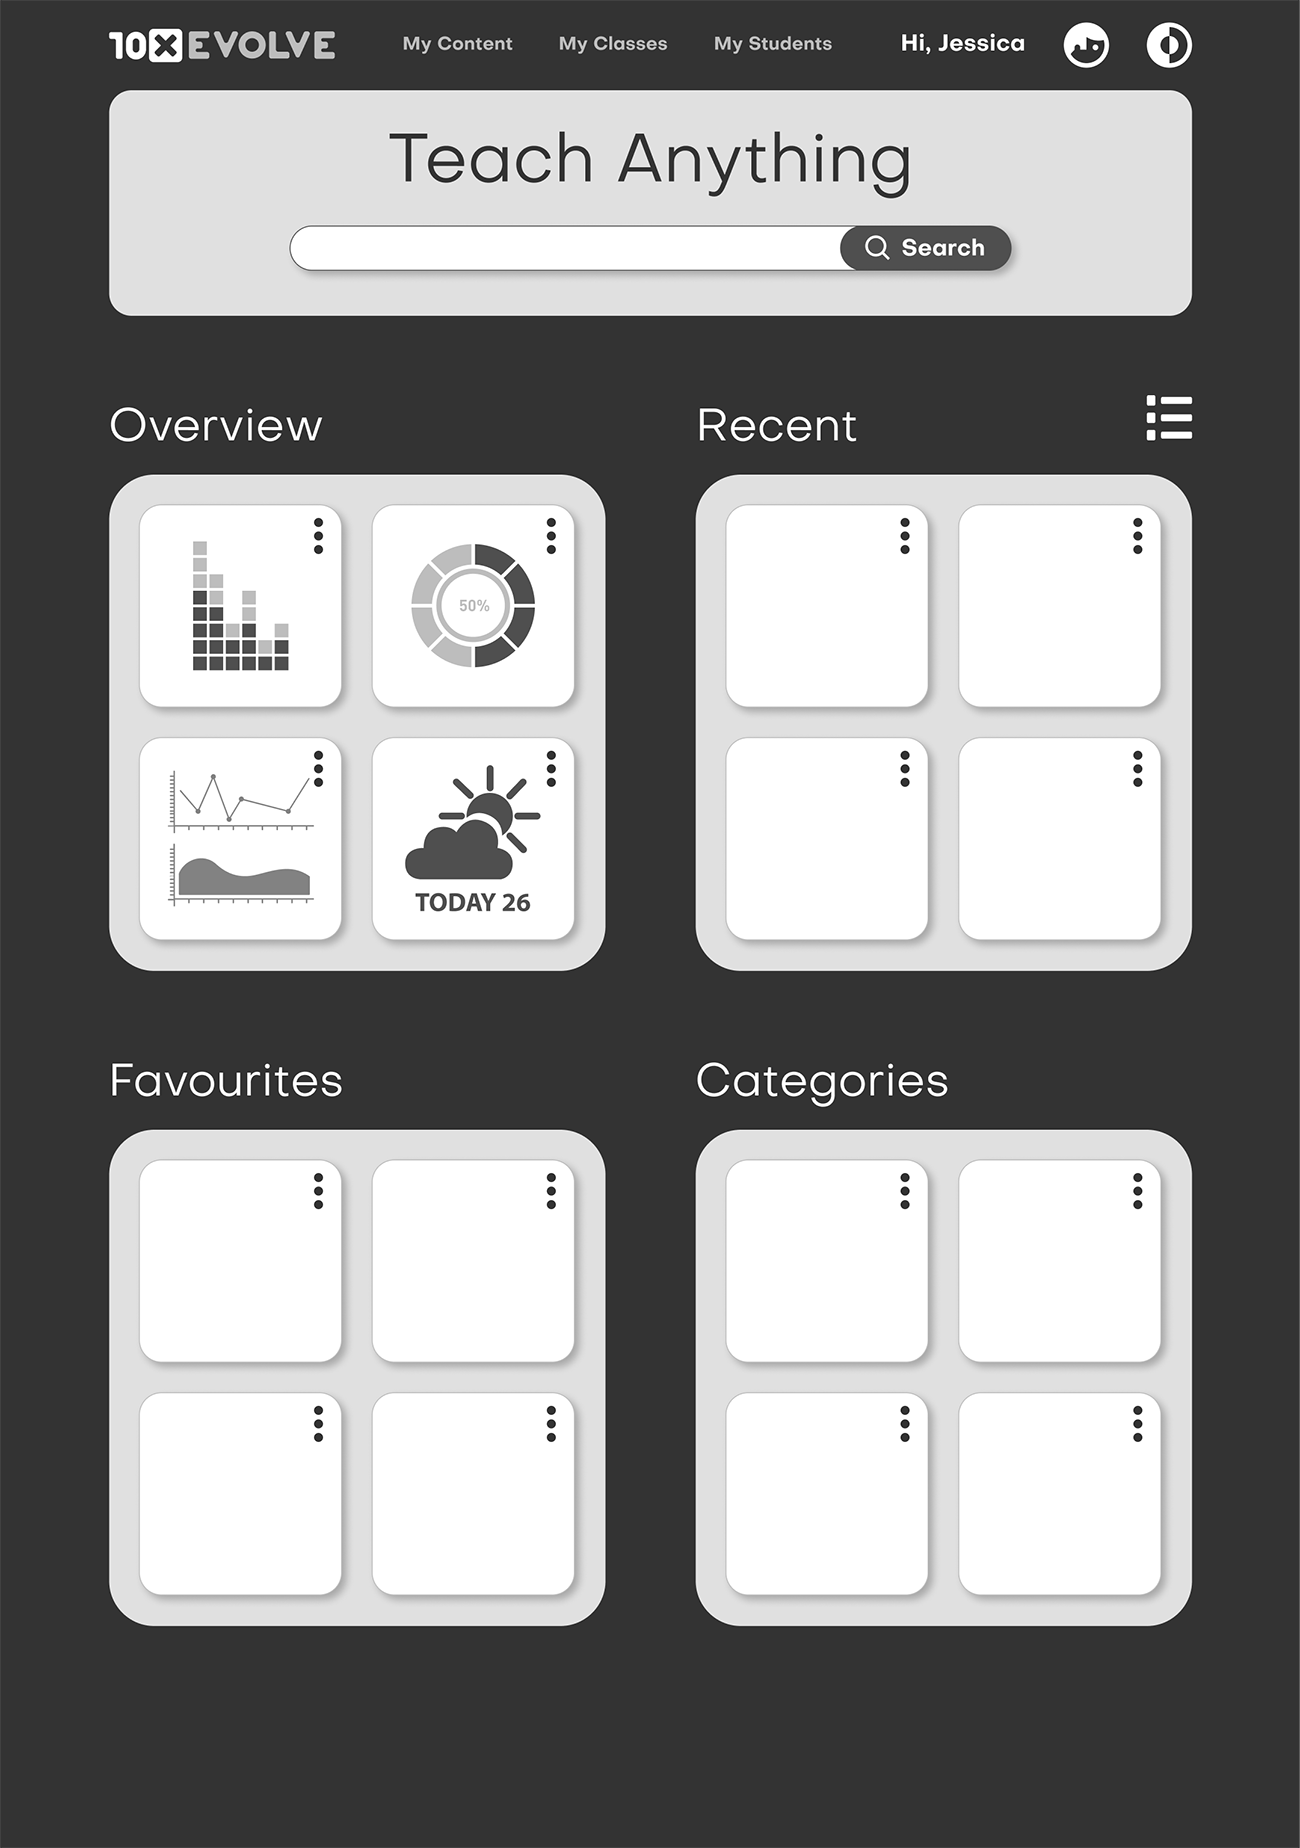 10XEVOLVE
My Content
My Classes
My Students
Hi, Jessica
Teach Anything
Search
Overview
Recent
50%
TODAY 26
Favourites
Categories